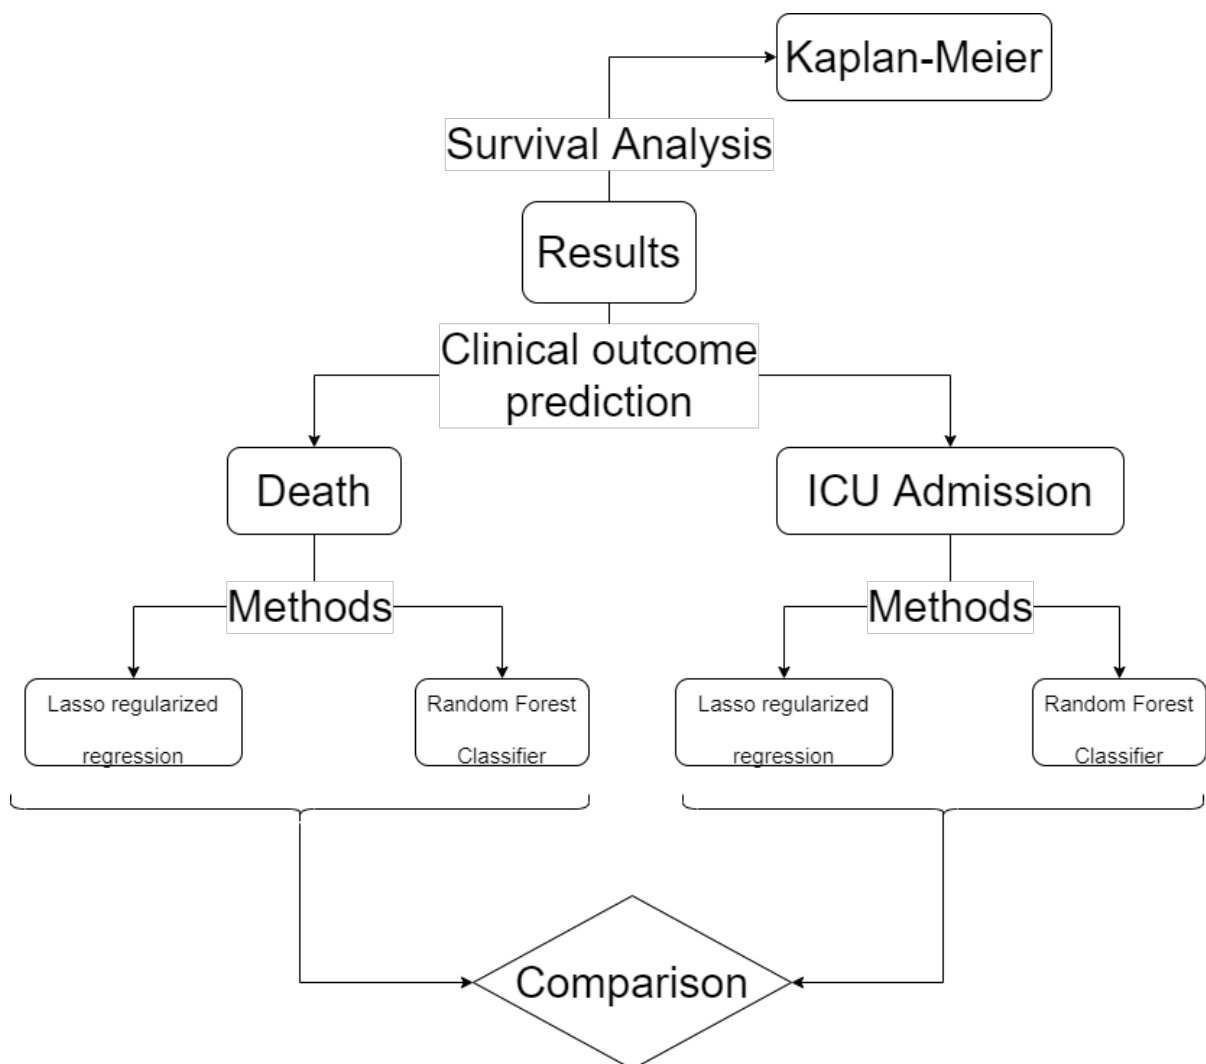 Kaplan-Meier
Survival Analysis
Results
Clinical outcome
prediction
Death
ICU Admission
Methods
Methods
Lasso regularized
regression
Random Forest
Classifier
Lasso regularized
regression
Random Forest
Classifier
Comparison